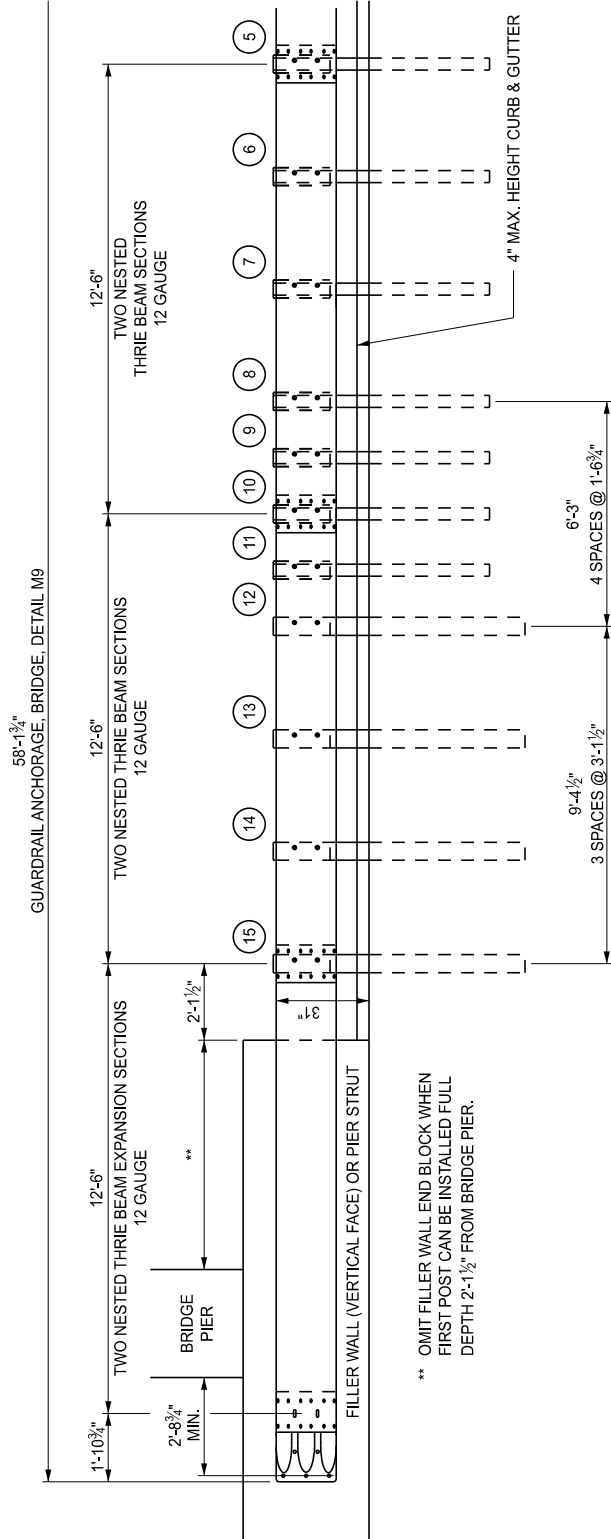 58'-1¾"
GUARDRAIL ANCHORAGE, BRIDGE, DETAIL M9
1'-10¾"
12'-6"
TWO NESTED THRIE BEAM EXPANSION SECTIONS
12 GAUGE
12'-6"
TWO NESTED THRIE BEAM SECTIONS
12 GAUGE
12'-6"
TWO NESTED
THRIE BEAM SECTIONS
12 GAUGE
2'-8¾"
MIN.
BRIDGE
PIER
**
2'-1½"
15
14
13
12
11
10
9
8
7
6
5
31"
FILLER WALL (VERTICAL FACE) OR PIER STRUT
4" MAX. HEIGHT CURB & GUTTER
** OMIT FILLER WALL END BLOCK WHEN
FIRST POST CAN BE INSTALLED FULL
DEPTH 2'-1½" FROM BRIDGE PIER.
9'-4½"
3 SPACES @ 3'-1½"
6'-3"
4 SPACES @ 1'-6¾"